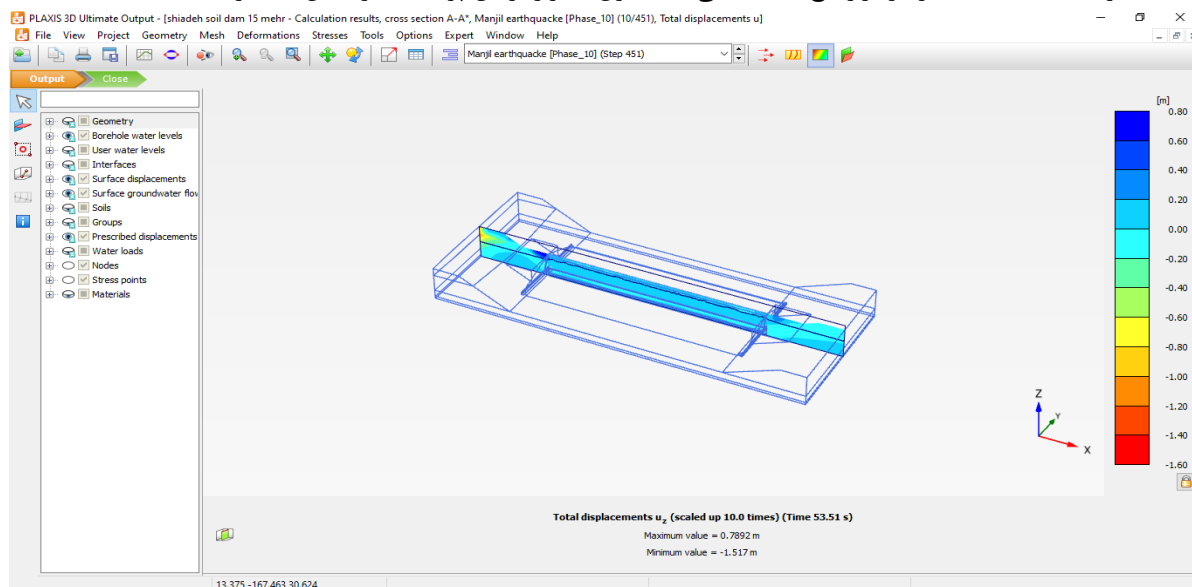 PLAXIS 3D Ultimate Output - [shiadeh soil dam 15 mehr - Calculation results, cross section A-A*, Manjil earthquacke [Phase_10] (10/451), Total displacements u]
File View Project Geometry Mesh Deformations Stresses Tools Options Expert Window Help
Manjil earthquacke [Phase_10] (Step 451)
Output Close
Geometry
Borehole water levels
User water levels
Interfaces
Surface displacements
Surface groundwater flov
Soils
Groups
Prescribed displacements
Water loads
Nodes
Stress points
Materials
[m]
0.80
0.60
0.40
0.20
0.00
-0.20
-0.40
-0.60
-0.80
-1.00
-1.20
-1.40
-1.60
Z
Y
X
Total displacements uz (scaled up 10.0 times) (Time 53.51 s)
Maximum value = 0.7892 m
Minimum value = -1.517 m
13.375 -167.463 30.624